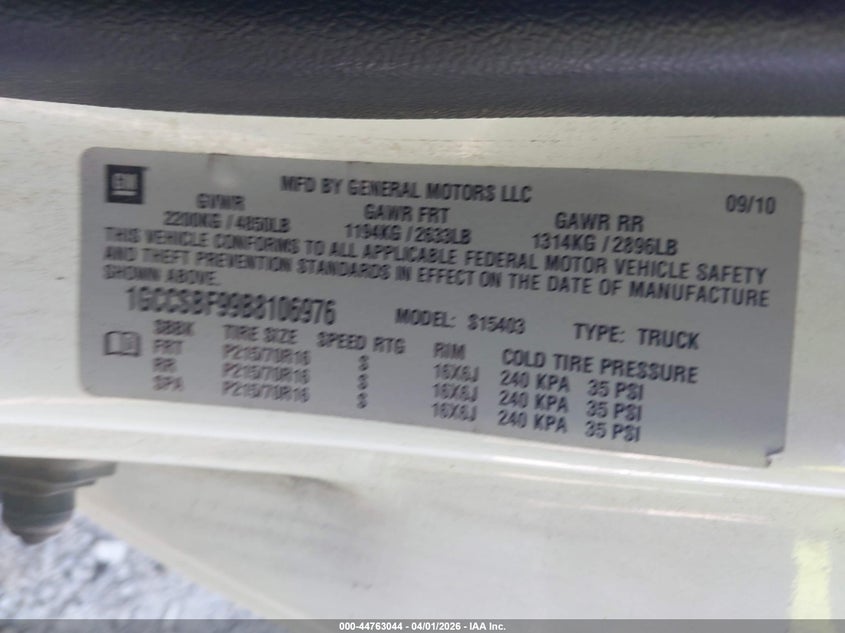 GM
MFD BY GENERAL MOTORS LLC 09/10
GVWR GAWR FRT GAWR RR
2200KG / 4850LB 1194KG / 2633LB 1314KG / 2896LB
THIS VEHICLE CONFORMS TO ALL APPLICABLE FEDERAL MOTOR VEHICLE SAFETY
AND THEFT PREVENTION STANDARDS IN EFFECT ON THE DATE OF MANUFACTURE
SHOWN ABOVE.
1GCCSBF99B8106976 MODEL: S15403 TYPE: TRUCK
SBBK TIRE SIZE SPEED RTG RIM COLD TIRE PRESSURE
FRT P215/70R16 S 16X6J 240 KPA 35 PSI
RR P215/70R16 S 16X6J 240 KPA 35 PSI
SPA P215/70R16 S 16X6J 240 KPA 35 PSI
000-44763044 - 04/01/2026 - IAA Inc.